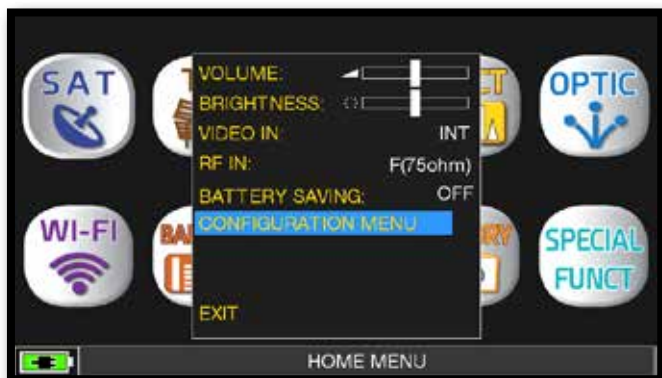 SAT
OPTIC
VOLUME:
BRIGHTNESS:
VIDEO IN: INT
RF IN: F(75ohm)
BATTERY SAVING: OFF
CONFIGURATION MENU
EXIT
WI-FI
SPECIAL
FUNCT
HOME MENU